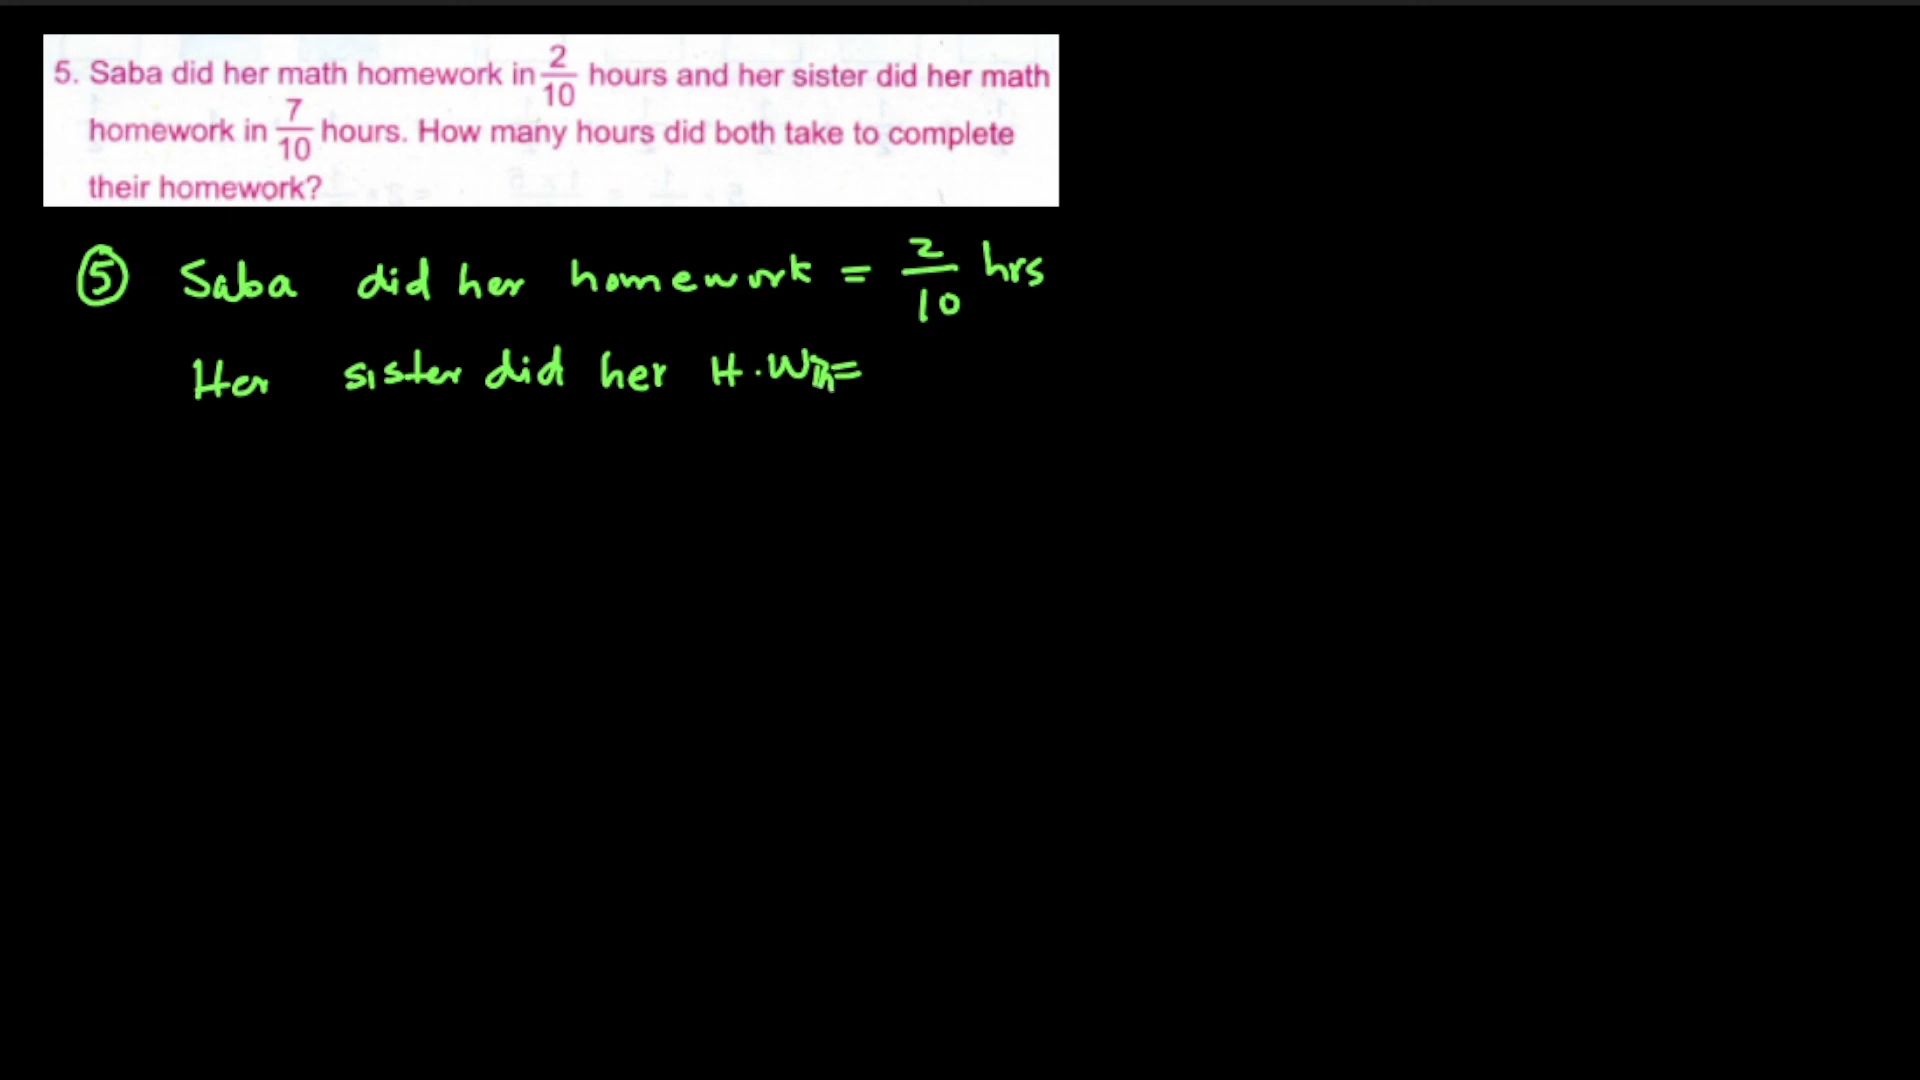 5. Saba did her math homework in 2/10 hours and her sister did her math
homework in 7/10 hours. How many hours did both take to complete
their homework?
5 Saba did her homework = 2/10 hrs
Her sister did her H.W in =